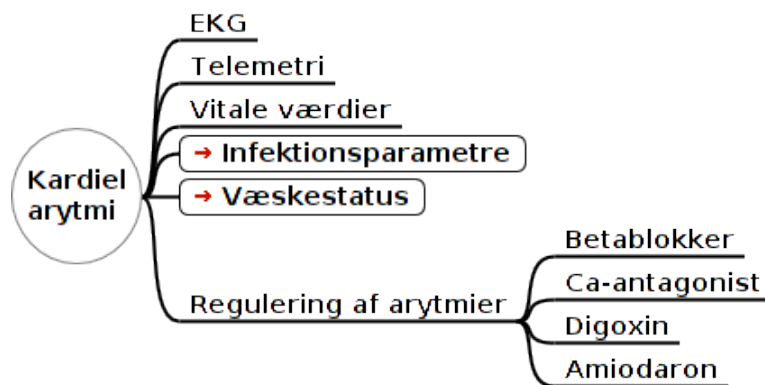 EKG
Telemetri
Vitale værdier
→ Infektionsparametre
Kardiel
arytmi
→ Væskestatus
Regulering af arytmier
Betablokker
Ca-antagonist
Digoxin
Amiodaron